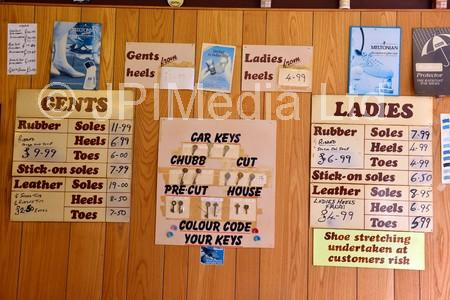 MELTONIAN
Gents from
heels
Ladies from
heels 4-99
MELTONIAN
Protector
© JP Media
GENTS
Rubber Soles 11-99
Heels 6-99
£9-99 Toes 6-00
Stick-on soles 7-99
Leather Soles 19-00
Heels 8-50
Toes 7-50
CAR KEYS
CHUBB CUT
PRE-CUT HOUSE
COLOUR CODE
YOUR KEYS
LADIES
Rubber Soles 7-99
Heels 4-99
£6-99 Toes 4-99
Stick-on soles 6-50
Leather Soles 8-95
LADIES HEELS Heels 6-95
FROM
£4-99 Toes 5-99
Shoe stretching
undertaken at
customers risk